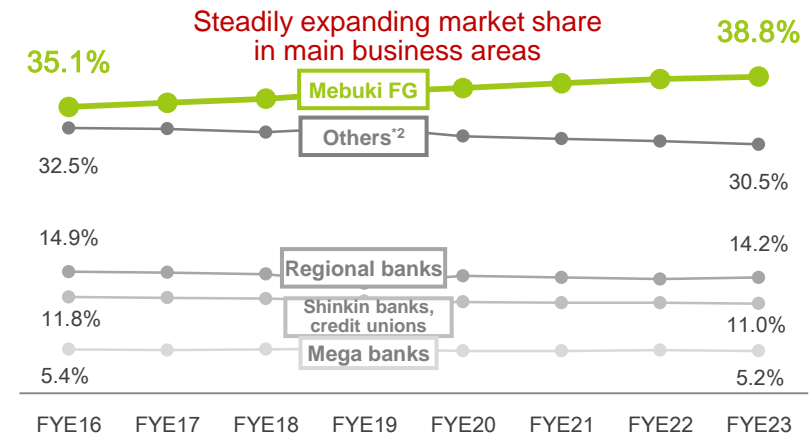 Steadily expanding market share
in main business areas
35.1%
38.8%
Mebuki FG
Others*2
32.5%
30.5%
14.9%
14.2%
Regional banks
Shinkin banks,
credit unions
11.8%
11.0%
Mega banks
5.4%
5.2%
FYE16 FYE17 FYE18 FYE19 FYE20 FYE21 FYE22 FYE23